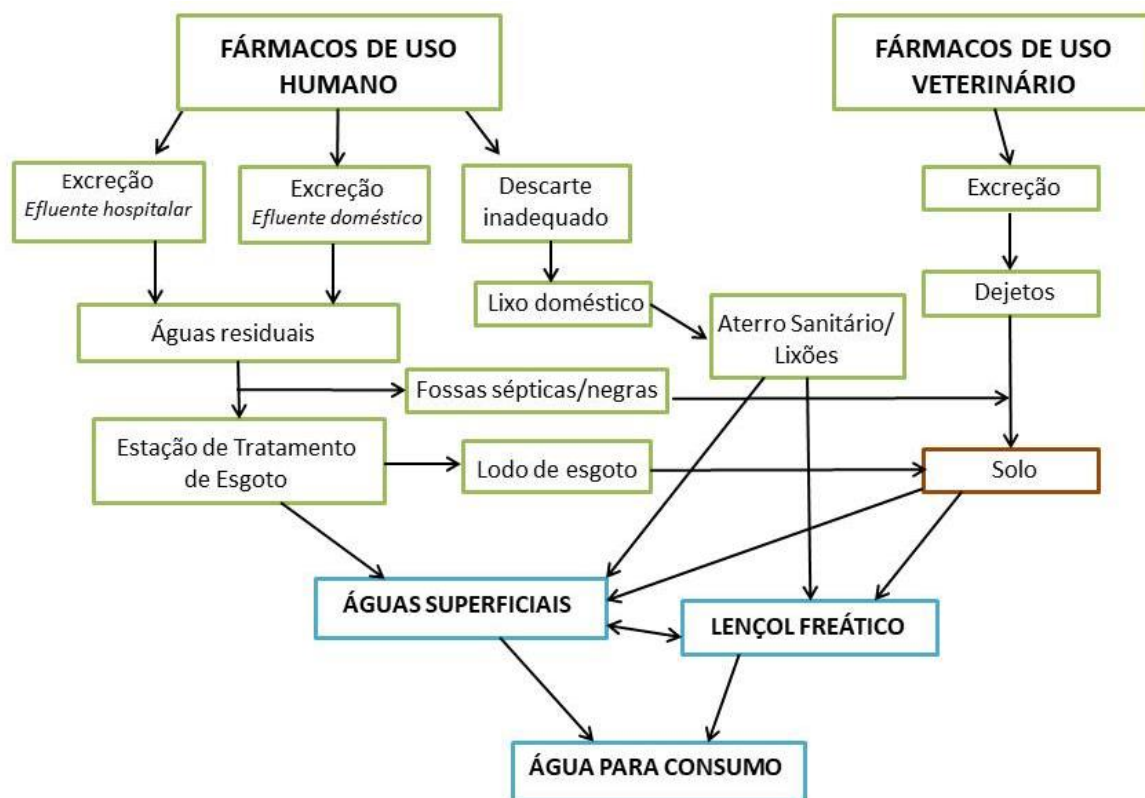 FÁRMACOS DE USO
HUMANO
FÁRMACOS DE USO
VETERINÁRIO
Excreção
Efluente hospitalar
Excreção
Efluente doméstico
Descarte
inadequado
Excreção
Lixo doméstico
Dejetos
Águas residuais
Aterro Sanitário/
Lixões
Fossas sépticas/negras
Estação de Tratamento
de Esgoto
Lodo de esgoto
Solo
ÁGUAS SUPERFICIAIS
LENÇOL FREÁTICO
ÁGUA PARA CONSUMO